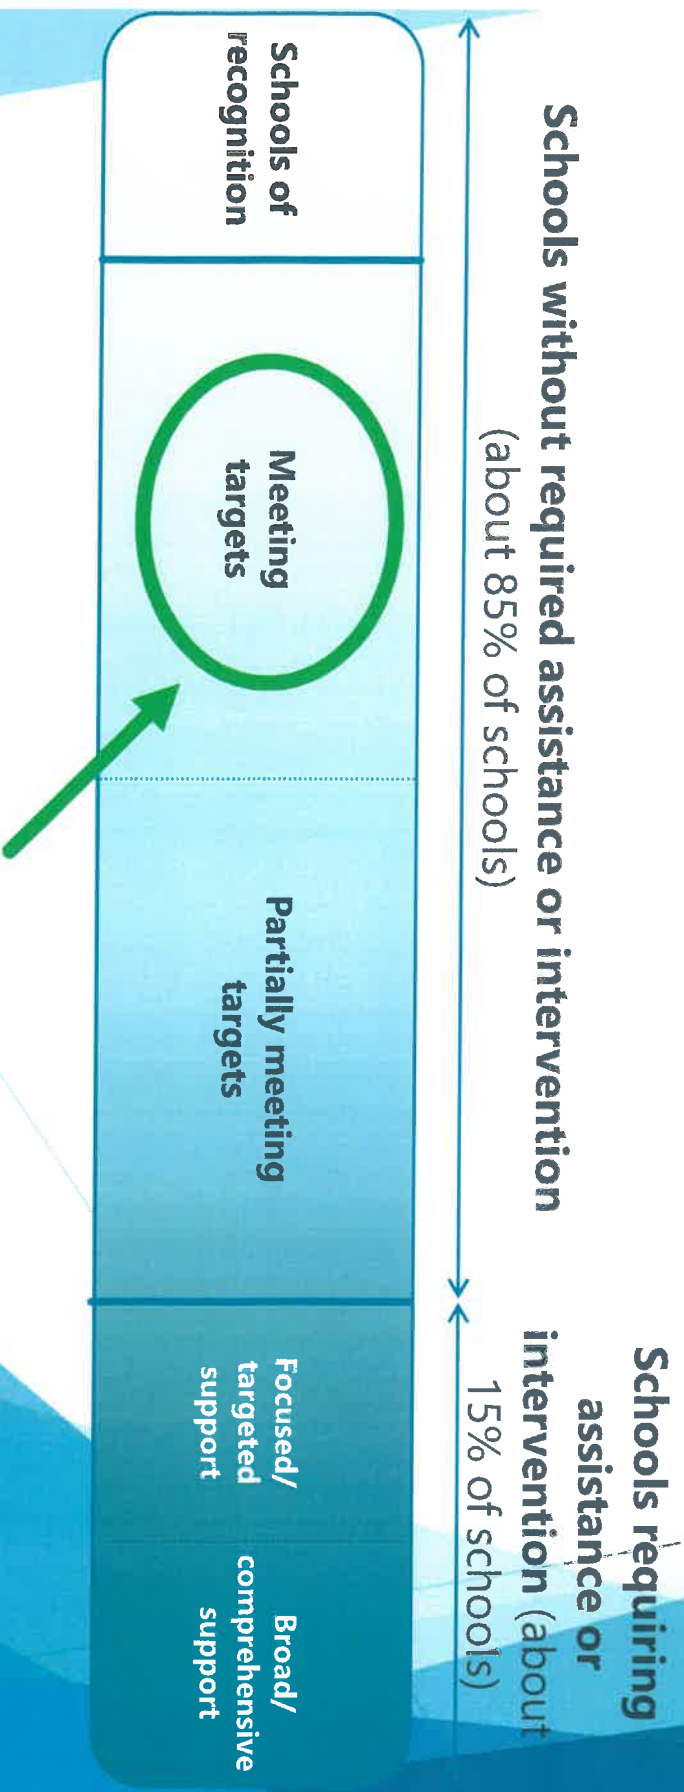 Schools without required assistance or intervention
(about 85% of schools)
Schools requiring
assistance or
intervention (about
15% of schools)
Schools of
recognition
Meeting
targets
Partially meeting
targets
Focused/
targeted
support
Broad/
comprehensive
support